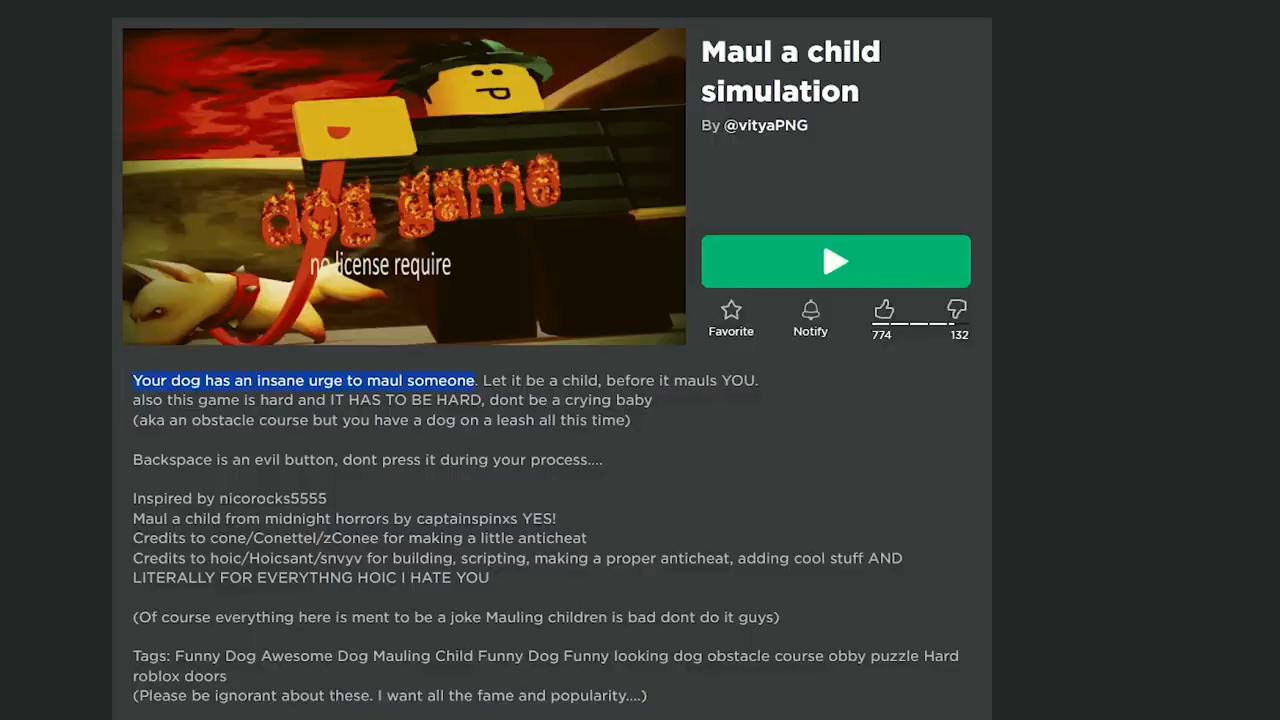 Maul a child
simulation
By @vityaPNG
dog game
no license require
Favorite
Notify
774
132
Your dog has an insane urge to maul someone. Let it be a child, before it mauls YOU.
also this game is hard and IT HAS TO BE HARD, dont be a crying baby
(aka an obstacle course but you have a dog on a leash all this time)
Backspace is an evil button, dont press it during your process....
Inspired by nicorocks5555
Maul a child from midnight horrors by captainspinxs YES!
Credits to cone/Conettel/zConee for making a little anticheat
Credits to hoic/Hoicsant/snvyv for building, scripting, making a proper anticheat, adding cool stuff AND
LITERALLY FOR EVERYTHNG HOIC I HATE YOU
(Of course everything here is ment to be a joke Mauling children is bad dont do it guys)
Tags: Funny Dog Awesome Dog Mauling Child Funny Dog Funny looking dog obstacle course obby puzzle Hard
roblox doors
(Please be ignorant about these. I want all the fame and popularity....)